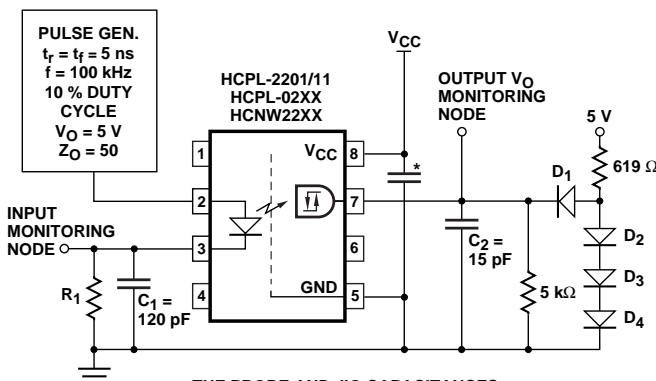 PULSE GEN.
tr = tf = 5 ns
f = 100 kHz
10 % DUTY
CYCLE
VO = 5 V
ZO = 50
HCPL-2201/11
HCPL-02XX
HCNW22XX
VCC
OUTPUT VO
MONITORING
NODE
5 V
619 Ω
D1
D2
D3
D4
1
2
3
4
VCC 8
*
7
6
GND 5
INPUT
MONITORING
NODE
R1
C1 =
120 pF
C2 =
15 pF
5 kΩ